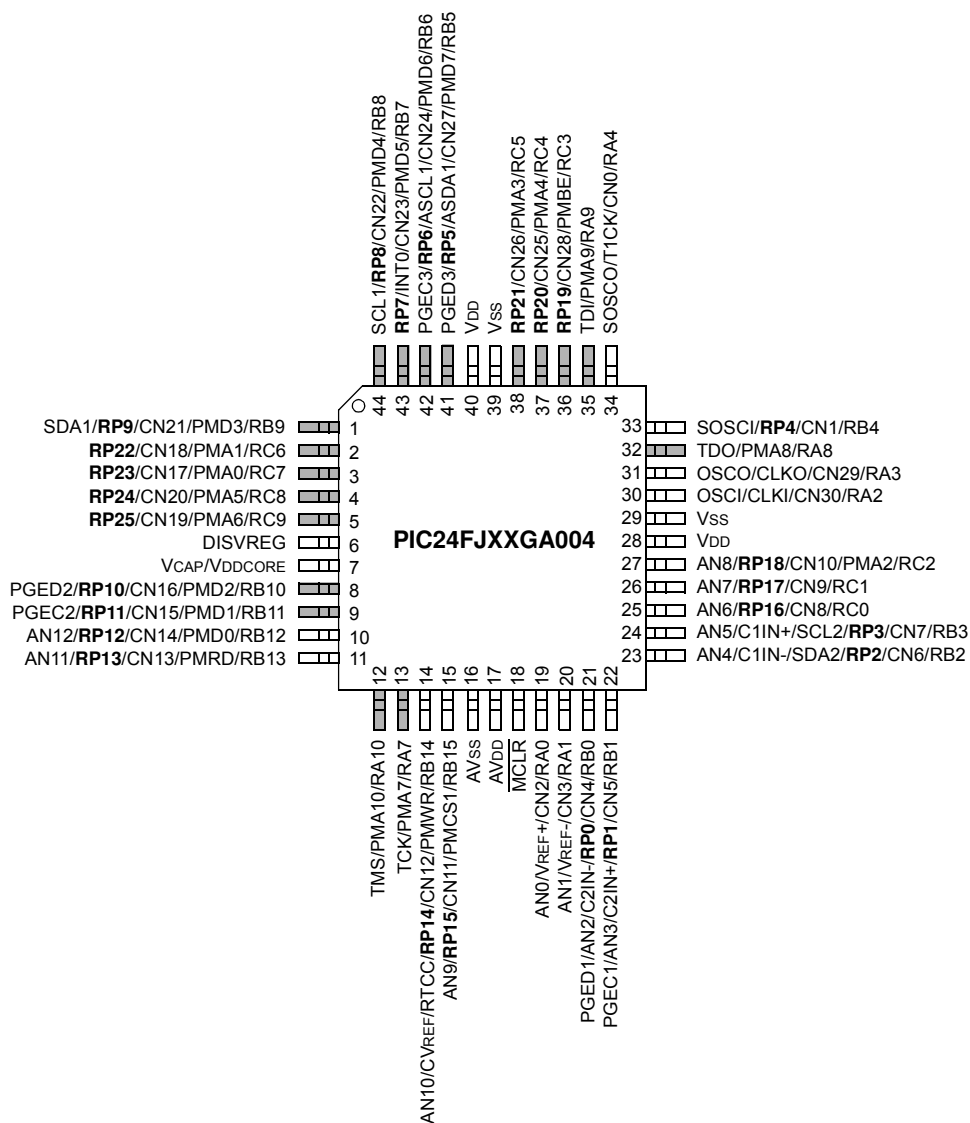 SCL1/RP8/CN22/PMD4/RB8
RP7/INT0/CN23/PMD5/RB7
PGEC3/RP6/ASCL1/CN24/PMD6/RB6
PGED3/RP5/ASDA1/CN27/PMD7/RB5
VDD
VSS
RP21/CN26/PMA3/RC5
RP20/CN25/PMA4/RC4
RP19/CN28/PMBE/RC3
TDI/PMA9/RA9
SOSCO/T1CK/CN0/RA4
44 43 42 41 40 39 38 37 36 35 34
SDA1/RP9/CN21/PMD3/RB9 1
RP22/CN18/PMA1/RC6 2
RP23/CN17/PMA0/RC7 3
RP24/CN20/PMA5/RC8 4
RP25/CN19/PMA6/RC9 5
DISVREG 6
VCAP/VDDCORE 7
PGED2/RP10/CN16/PMD2/RB10 8
PGEC2/RP11/CN15/PMD1/RB11 9
AN12/RP12/CN14/PMD0/RB12 10
AN11/RP13/CN13/PMRD/RB13 11
PIC24FJXXGA004
33 SOSCI/RP4/CN1/RB4
32 TDO/PMA8/RA8
31 OSCO/CLKO/CN29/RA3
30 OSCI/CLKI/CN30/RA2
29 VSS
28 VDD
27 AN8/RP18/CN10/PMA2/RC2
26 AN7/RP17/CN9/RC1
25 AN6/RP16/CN8/RC0
24 AN5/C1IN+/SCL2/RP3/CN7/RB3
23 AN4/C1IN-/SDA2/RP2/CN6/RB2
12 13 14 15 16 17 18 19 20 21 22
TMS/PMA10/RA10
TCK/PMA7/RA7
AN10/CVREF/RTCC/RP14/CN12/PMWR/RB14
AN9/RP15/CN11/PMCS1/RB15
AVSS
AVDD
MCLR
AN0/VREF+/CN2/RA0
AN1/VREF-/CN3/RA1
PGED1/AN2/C2IN-/RP0/CN4/RB0
PGEC1/AN3/C2IN+/RP1/CN5/RB1